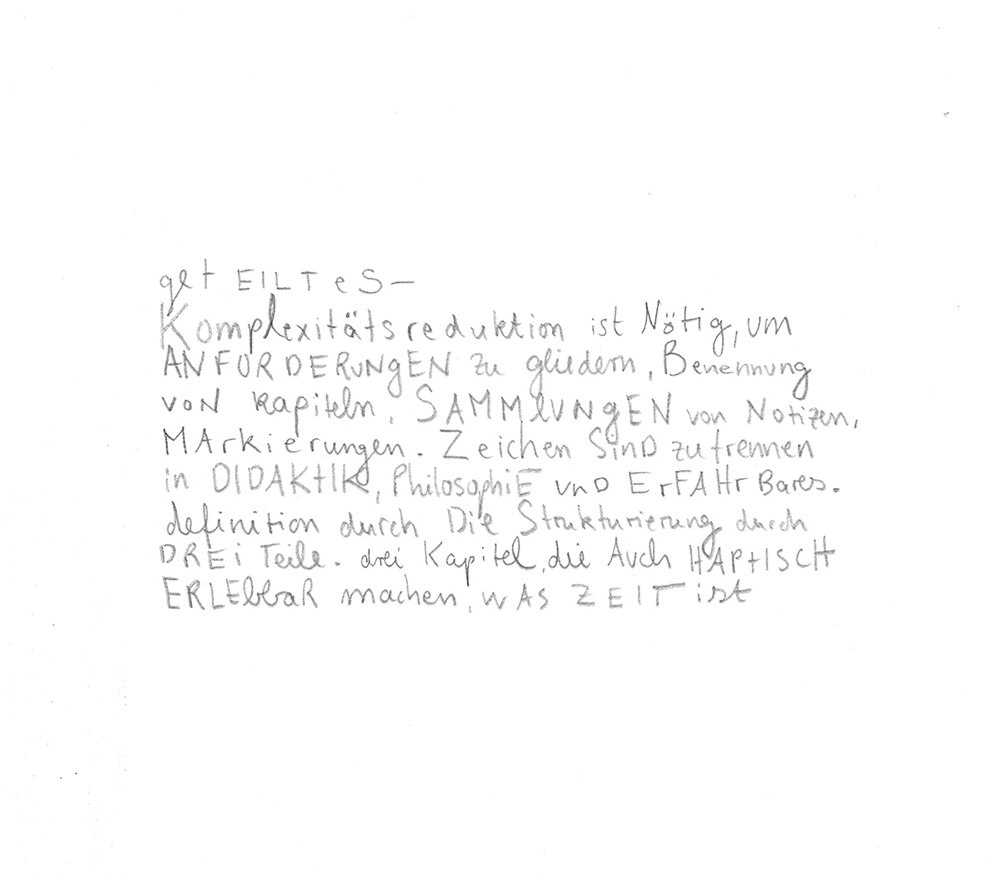 getEILTeS—
Komplexitätsreduktion ist Nötig, um
ANFORDERuNgEN zu gliedern, Benennung
voN Kapiteln, SAMMlUNgEN von Notizen,
MArkierungen. Zeichen SinD zu trennen
in DIDAKtIK, PhilosophiE unD ErFAHrBares.
definition durch Die Strukturierung durch
DREi Teile. drei Kapitel, die Auch HAPtISCH
ERLEbbaR machen, wAS ZEIT ist